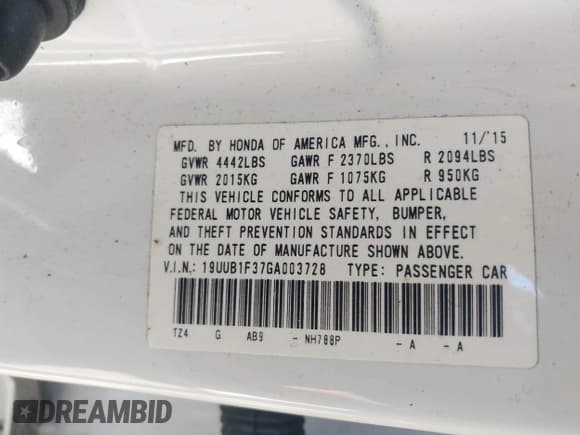 MFD. BY HONDA OF AMERICA MFG., INC. 11/'15
GVWR 4442LBS GAWR F 2370LBS R 2094LBS
GVWR 2015KG GAWR F 1075KG R 950KG
THIS VEHICLE CONFORMS TO ALL APPLICABLE
FEDERAL MOTOR VEHICLE SAFETY, BUMPER,
AND THEFT PREVENTION STANDARDS IN EFFECT
ON THE DATE OF MANUFACTURE SHOWN ABOVE.
V.I.N.: 19UUB1F37GA003728 TYPE: PASSENGER CAR
TZ4 G AB9 - NH788P - A - A
DREAMBID